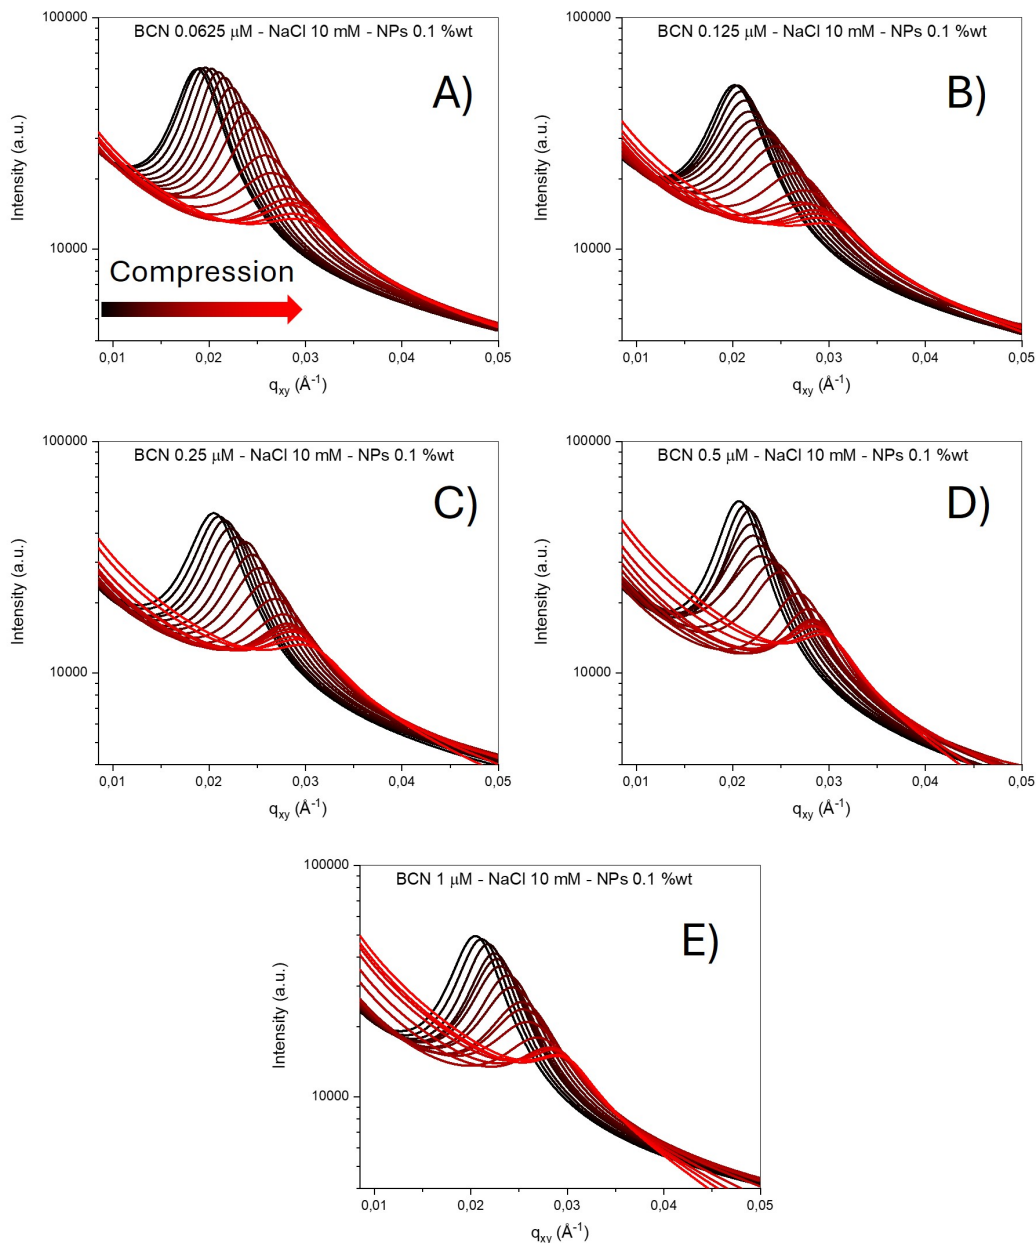 BCN 0.0625 μM - NaCl 10 mM - NPs 0.1 %wt
A)
100000
10000
Intensity (a.u.)
Compression
0,01 0,02 0,03 0,04 0,05
qxy (Å-1)
BCN 0.125 μM - NaCl 10 mM - NPs 0.1 %wt
B)
100000
10000
Intensity (a.u.)
0,01 0,02 0,03 0,04 0,05
qxy (Å-1)
BCN 0.25 μM - NaCl 10 mM - NPs 0.1 %wt
C)
100000
10000
Intensity (a.u.)
0,01 0,02 0,03 0,04 0,05
qxy (Å-1)
BCN 0.5 μM - NaCl 10 mM - NPs 0.1 %wt
D)
100000
10000
Intensity (a.u.)
0,01 0,02 0,03 0,04 0,05
qxy (Å-1)
BCN 1 μM - NaCl 10 mM - NPs 0.1 %wt
E)
100000
10000
Intensity (a.u.)
0,01 0,02 0,03 0,04 0,05
qxy (Å-1)